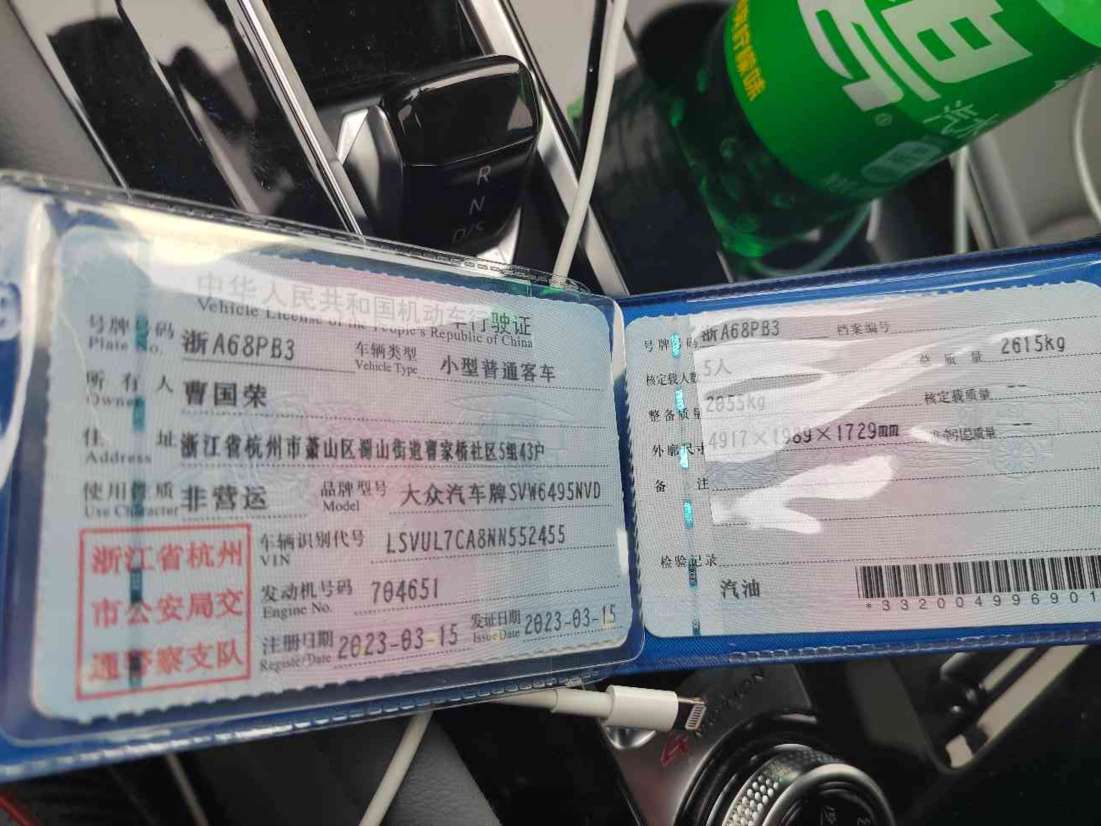 中华人民共和国机动车行驶证
Vehicle License of the People's Republic of China
号牌号码 浙A68PB3 车辆类型 小型普通客车
Plate No. Vehicle Type
所有人 曹国荣
Owner
住址 浙江省杭州市萧山区蜀山街道曹家桥社区5组43户
Address
使用性质 非营运 品牌型号 大众汽车牌SVW6495NVD
Use Character Model
浙江省杭州
市公安局交
通警察支队
车辆识别代号 LSVUL7CA8NN552455
VIN
发动机号码 704651
Engine No.
注册日期 2023-03-15 发证日期 2023-03-15
Register Date Issue Date
号牌号码 浙A68PB3 档案编号
核定载人数 5人 总质量 2615kg
整备质量 2055kg 核定载质量 --
外廓尺寸 4917×1989×1729mm 准牵引总质量 --
备注
检验记录
汽油
*332004996901
R
N
D/S
柠檬味